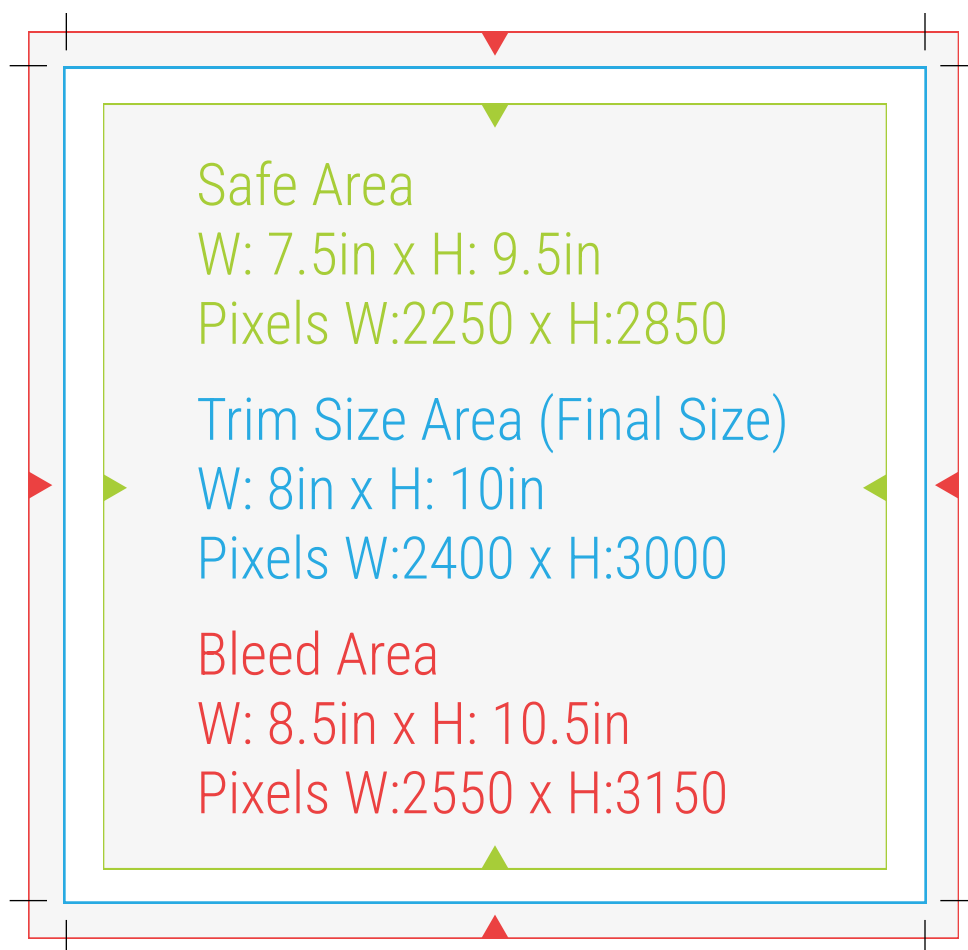 Safe Area
W: 7.5in x H: 9.5in
Pixels W:2250 x H:2850
Trim Size Area (Final Size)
W: 8in x H: 10in
Pixels W:2400 x H:3000
Bleed Area
W: 8.5in x H: 10.5in
Pixels W:2550 x H:3150